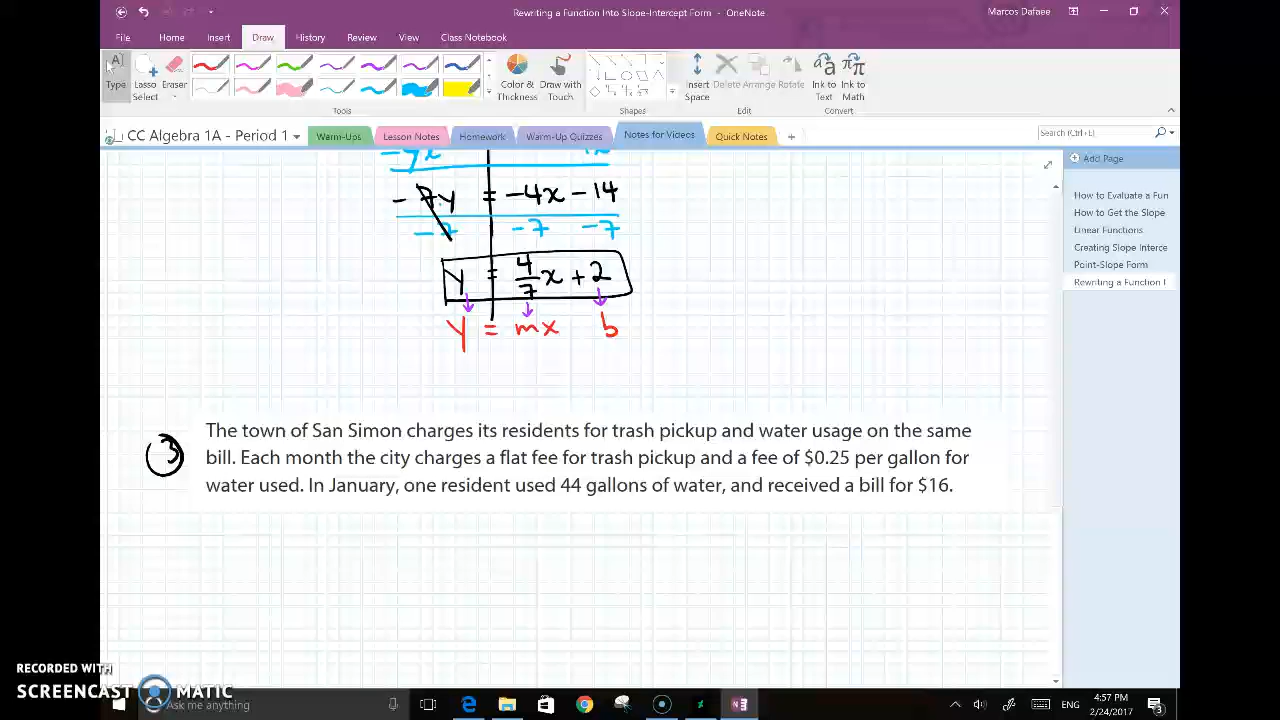 Rewriting a Function Into Slope-Intercept Form - OneNote
Marcos Dafaee
File Home Insert Draw History Review View Class Notebook
Type
Lasso Select
Eraser
Color & Thickness
Draw with Touch
Insert Space
Delete Arrange Rotate
Ink to Text
Ink to Math
Tools
Shapes
Edit
Convert
CC Algebra 1A - Period 1
Warm-Ups Lesson Notes Homework Warm-Up Quizzes Notes for Videos Quick Notes
Search (Ctrl+E)
Add Page
How to Evaluate a Fun
How to Get the Slope
Linear Functions
Creating Slope Interce
Point-Slope Form
Rewriting a Function I
-7y = -4x - 14
-7 -7 -7
y = 4/7 x + 2
y = mx b
3
The town of San Simon charges its residents for trash pickup and water usage on the same
bill. Each month the city charges a flat fee for trash pickup and a fee of $0.25 per gallon for
water used. In January, one resident used 44 gallons of water, and received a bill for $16.
RECORDED WITH
SCREENCAST MATIC
Ask me anything
ENG
4:57 PM
2/24/2017
3